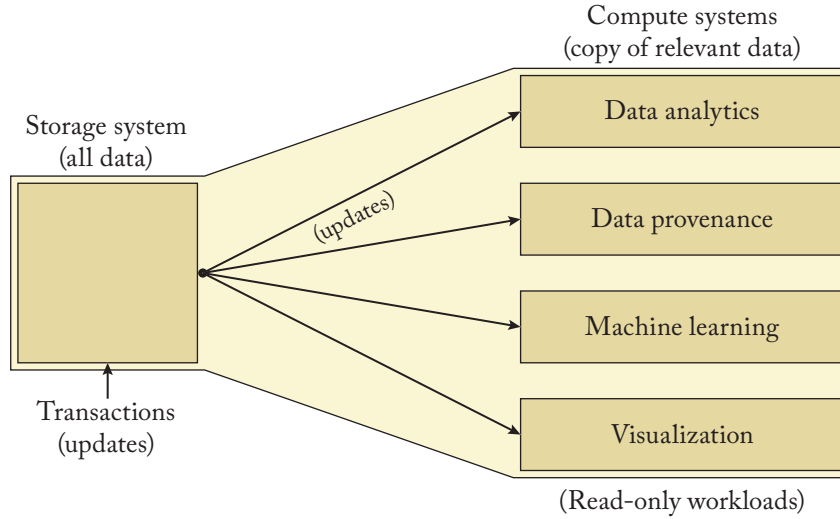 Compute systems
(copy of relevant data)
Storage system
(all data)
Data analytics
(updates)
Data provenance
Machine learning
Transactions
(updates)
Visualization
(Read-only workloads)